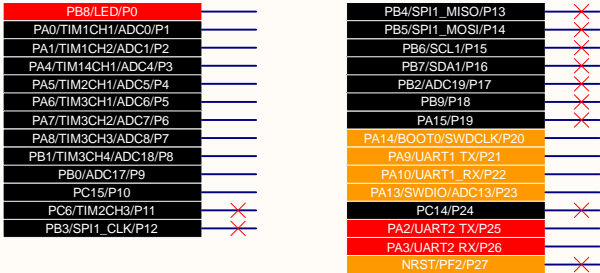 PB8/LED/P0
PA0/TIM1CH1/ADC0/P1
PA1/TIM1CH2/ADC1/P2
PA4/TIM14CH1/ADC4/P3
PA5/TIM2CH1/ADC5/P4
PA6/TIM3CH1/ADC6/P5
PA7/TIM3CH2/ADC7/P6
PA8/TIM3CH3/ADC8/P7
PB1/TIM3CH4/ADC18/P8
PB0/ADC17/P9
PC15/P10
PC6/TIM2CH3/P11
PB3/SPI1_CLK/P12
PB4/SPI1_MISO/P13
PB5/SPI1_MOSI/P14
PB6/SCL1/P15
PB7/SDA1/P16
PB2/ADC19/P17
PB9/P18
PA15/P19
PA14/BOOT0/SWDCLK/P20
PA9/UART1 TX/P21
PA10/UART1_RX/P22
PA13/SWDIO/ADC13/P23
PC14/P24
PA2/UART2 TX/P25
PA3/UART2 RX/P26
NRST/PF2/P27